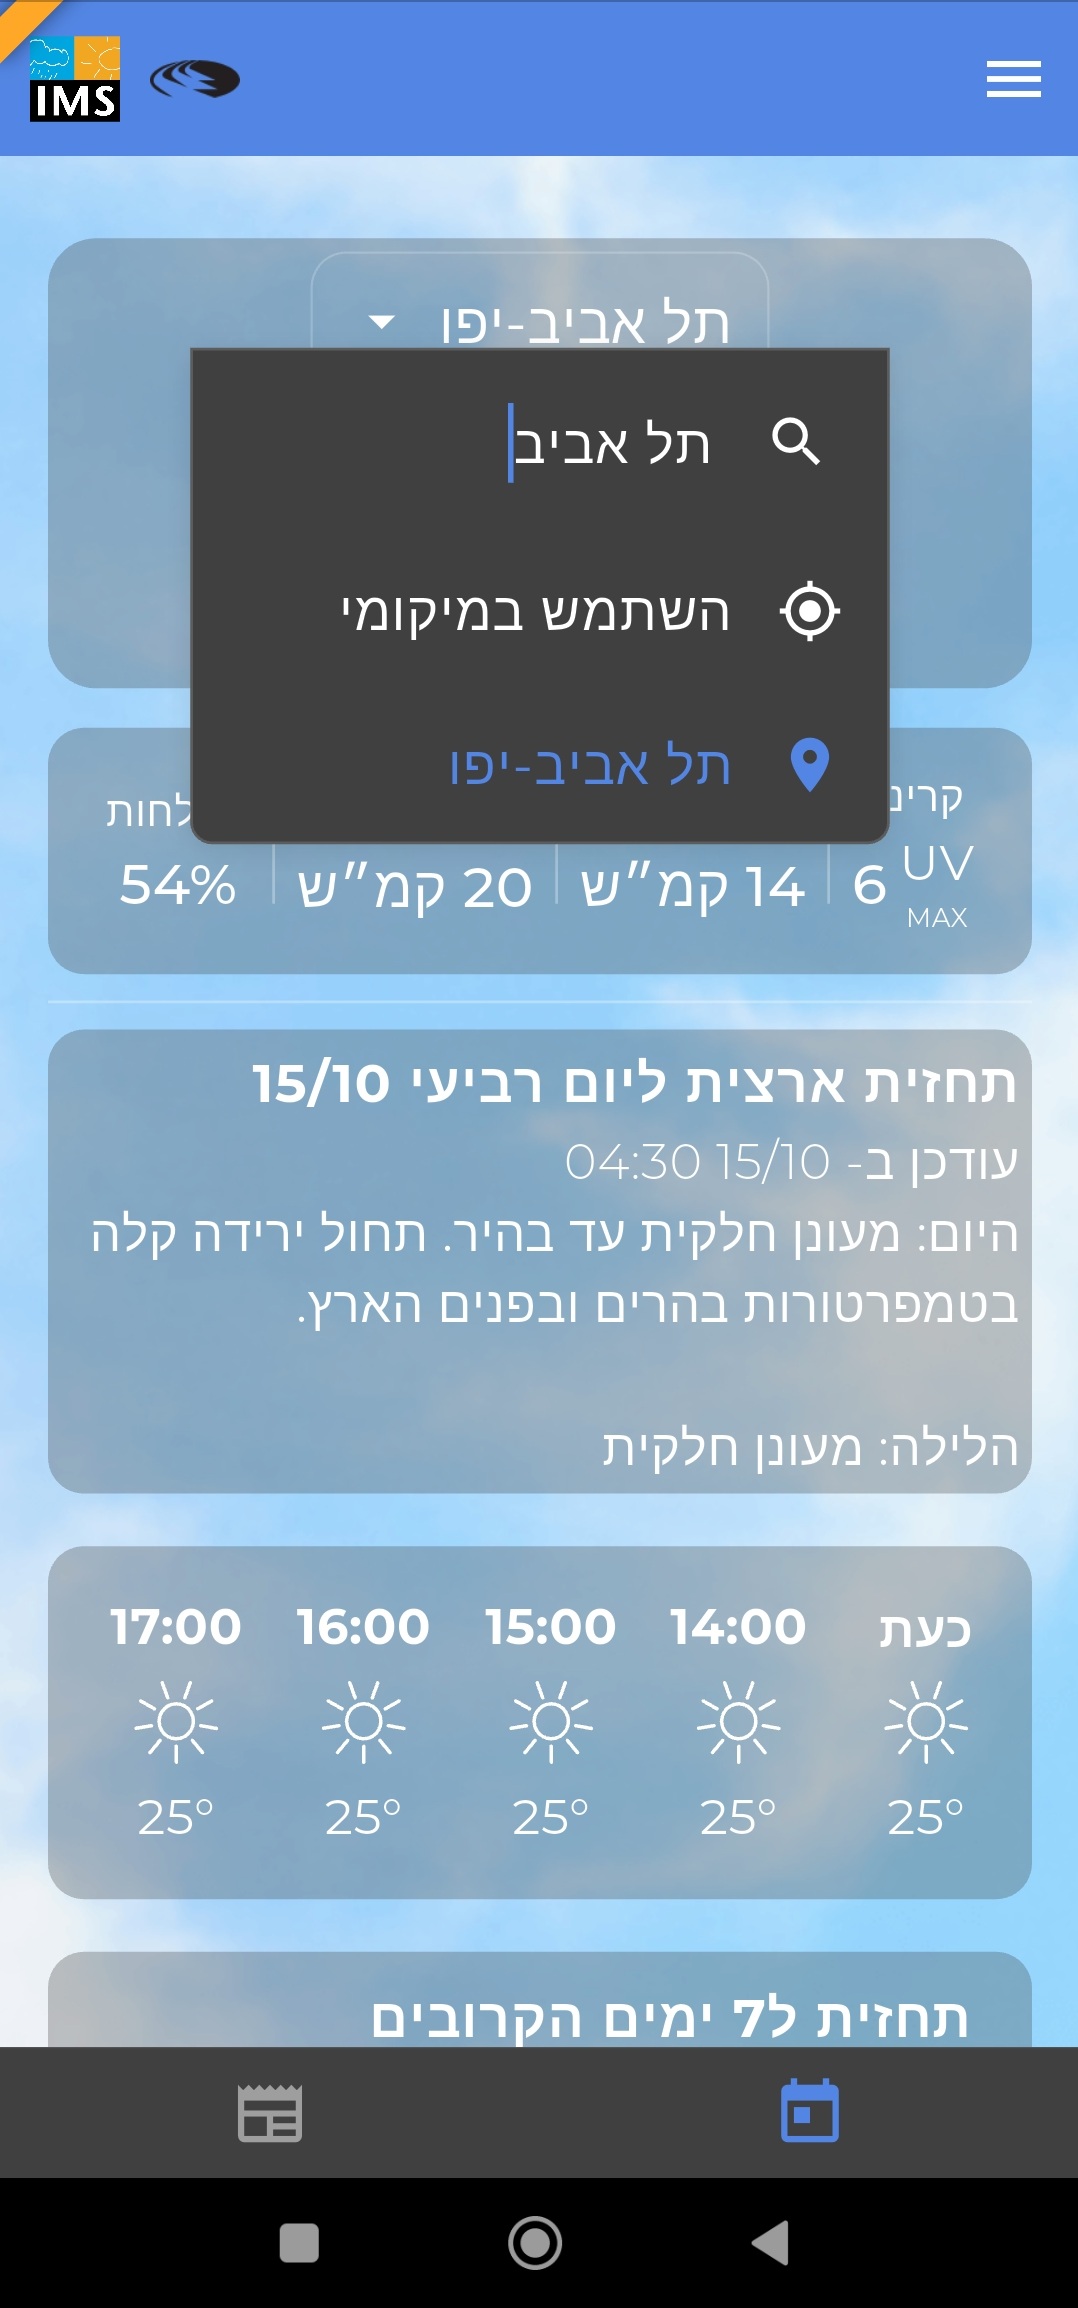 IMS
תל אביב-יפו
תל אביב
השתמש במיקומי
תל אביב-יפו
UV MAX 6
14 קמ״ש
20 קמ״ש
לחות
54%
תחזית ארצית ליום רביעי 15/10
עודכן ב- 15/10 04:30
היום: מעונן חלקית עד בהיר. תחול ירידה קלה
בטמפרטורות בהרים ובפנים הארץ.
הלילה: מעונן חלקית
כעת 14:00 15:00 16:00 17:00
25° 25° 25° 25° 25°
תחזית ל7 ימים הקרובים